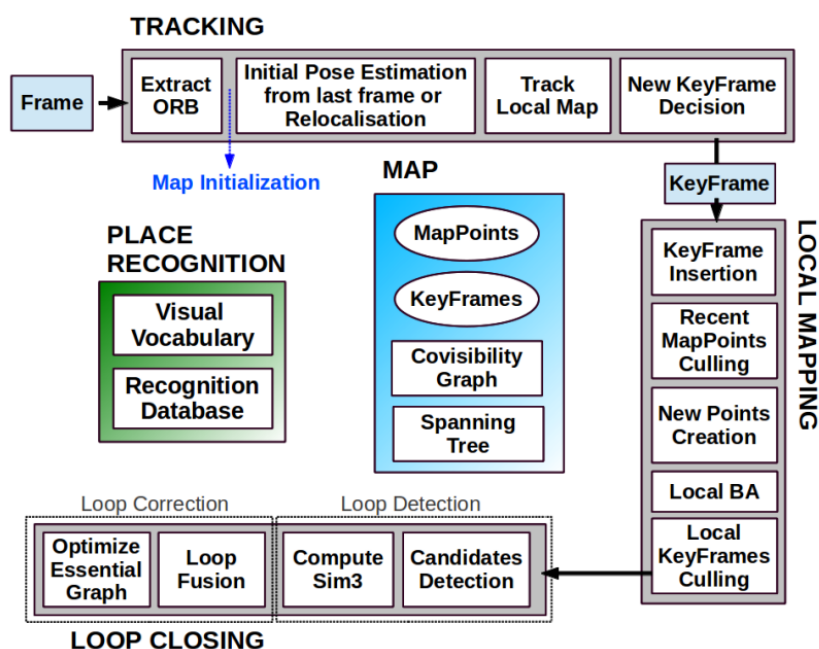 TRACKING
Frame
Extract
ORB
Initial Pose Estimation
from last frame or
Relocalisation
Track
Local Map
New KeyFrame
Decision
Map Initialization
KeyFrame
MAP
MapPoints
KeyFrames
Covisibility
Graph
Spanning
Tree
PLACE
RECOGNITION
Visual
Vocabulary
Recognition
Database
LOCAL MAPPING
KeyFrame
Insertion
Recent
MapPoints
Culling
New Points
Creation
Local BA
Local
KeyFrames
Culling
Loop Correction
Loop Detection
Optimize
Essential
Graph
Loop
Fusion
Compute
Sim3
Candidates
Detection
LOOP CLOSING